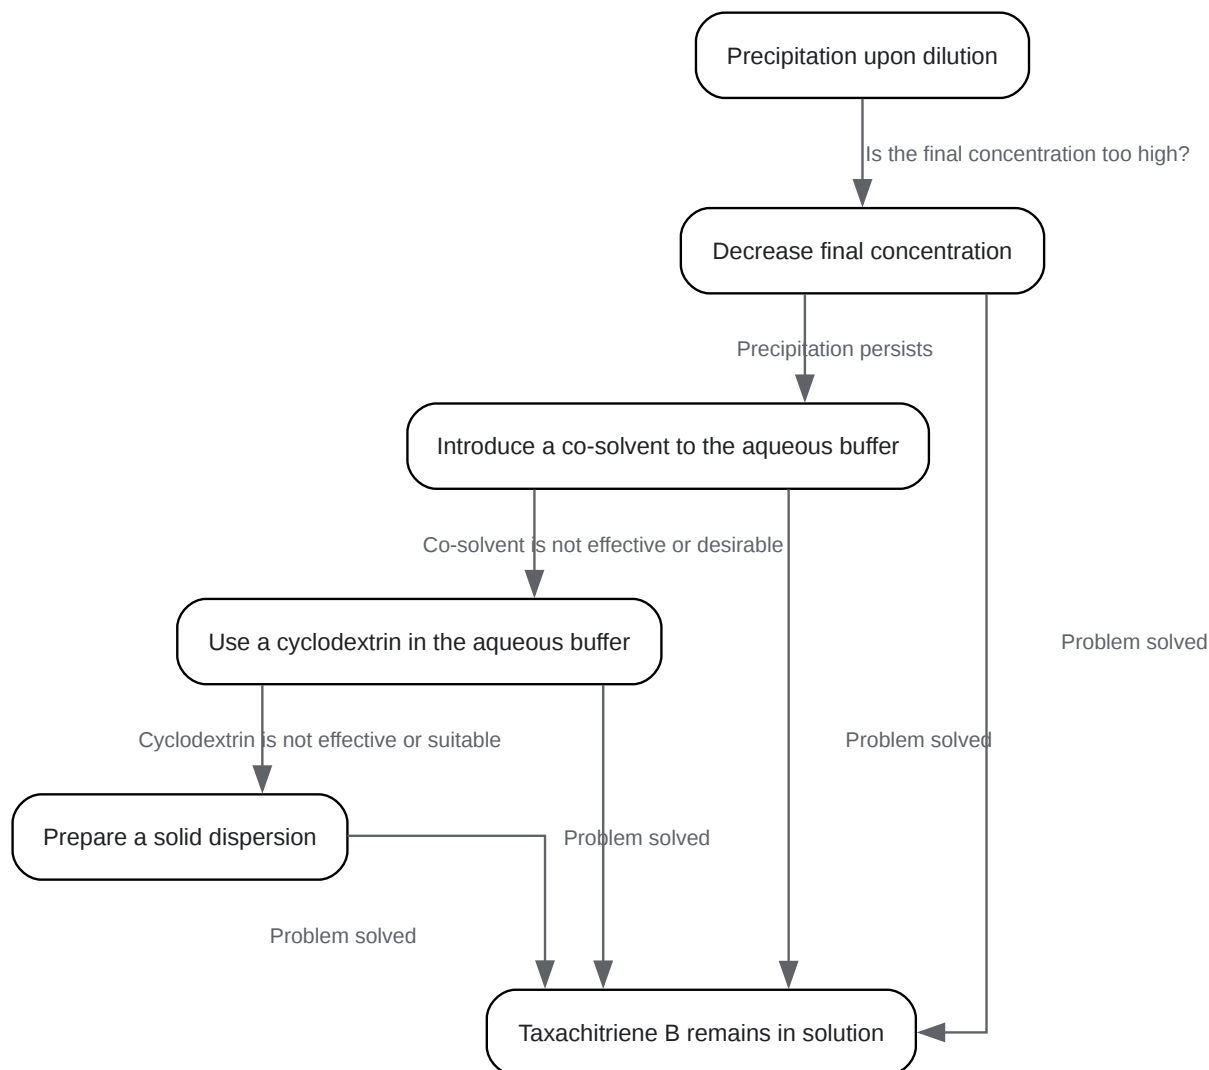 Precipitation upon dilution
Is the final concentration too high?
Decrease final concentration
Precipitation persists
Introduce a co-solvent to the aqueous buffer
Co-solvent is not effective or desirable
Use a cyclodextrin in the aqueous buffer
Problem solved
Cyclodextrin is not effective or suitable
Problem solved
Prepare a solid dispersion
Problem solved
Problem solved
Taxachitriene B remains in solution